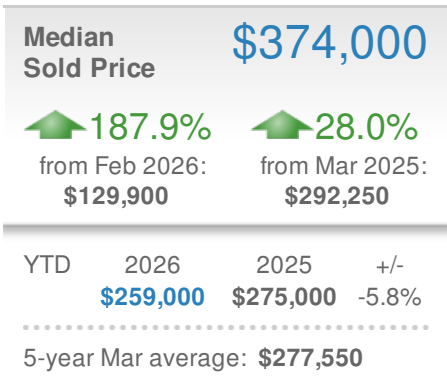 Median $374,000
Sold Price
187.9% 28.0%
from Feb 2026: from Mar 2025:
$129,900 $292,250
YTD 2026 2025 +/-
$259,000 $275,000 -5.8%
5-year Mar average: $277,550